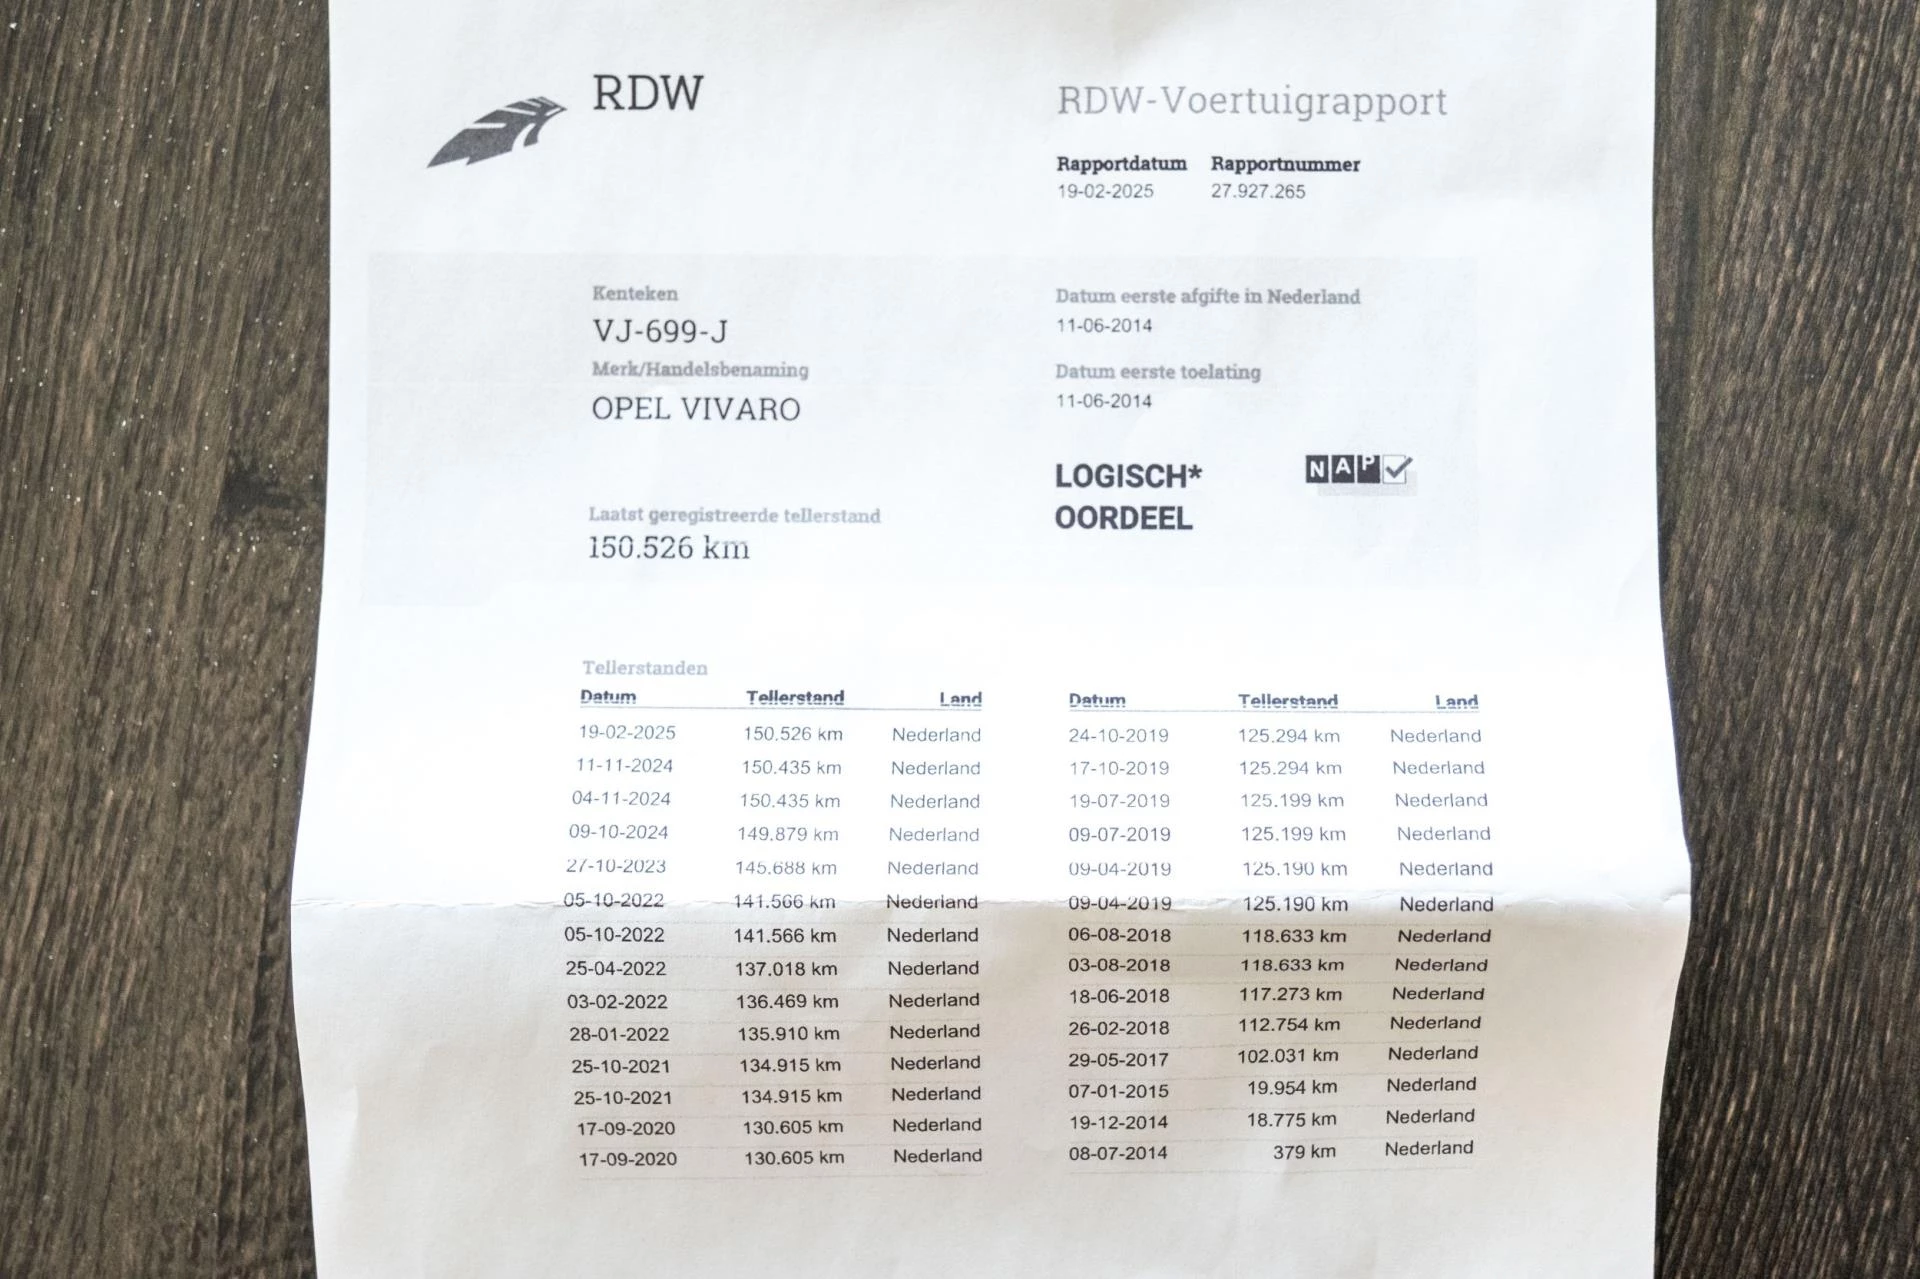 RDW
RDW-Voertuigrapport
Rapportdatum Rapportnummer
19-02-2025 27.927.265
Kenteken
VJ-699-J
Merk/Handelsbenaming
OPEL VIVARO
Laatst geregistreerde tellerstand
150.526 km
Datum eerste afgifte in Nederland
11-06-2014
Datum eerste toelating
11-06-2014
LOGISCH*
OORDEEL
NAP
Tellerstanden
Datum Tellerstand Land
19-02-2025 150.526 km Nederland
11-11-2024 150.435 km Nederland
04-11-2024 150.435 km Nederland
09-10-2024 149.879 km Nederland
27-10-2023 145.688 km Nederland
05-10-2022 141.566 km Nederland
05-10-2022 141.566 km Nederland
25-04-2022 137.018 km Nederland
03-02-2022 136.469 km Nederland
28-01-2022 135.910 km Nederland
25-10-2021 134.915 km Nederland
25-10-2021 134.915 km Nederland
17-09-2020 130.605 km Nederland
17-09-2020 130.605 km Nederland
Datum Tellerstand Land
24-10-2019 125.294 km Nederland
17-10-2019 125.294 km Nederland
19-07-2019 125.199 km Nederland
09-07-2019 125.199 km Nederland
09-04-2019 125.190 km Nederland
09-04-2019 125.190 km Nederland
06-08-2018 118.633 km Nederland
03-08-2018 118.633 km Nederland
18-06-2018 117.273 km Nederland
26-02-2018 112.754 km Nederland
29-05-2017 102.031 km Nederland
07-01-2015 19.954 km Nederland
19-12-2014 18.775 km Nederland
08-07-2014 379 km Nederland